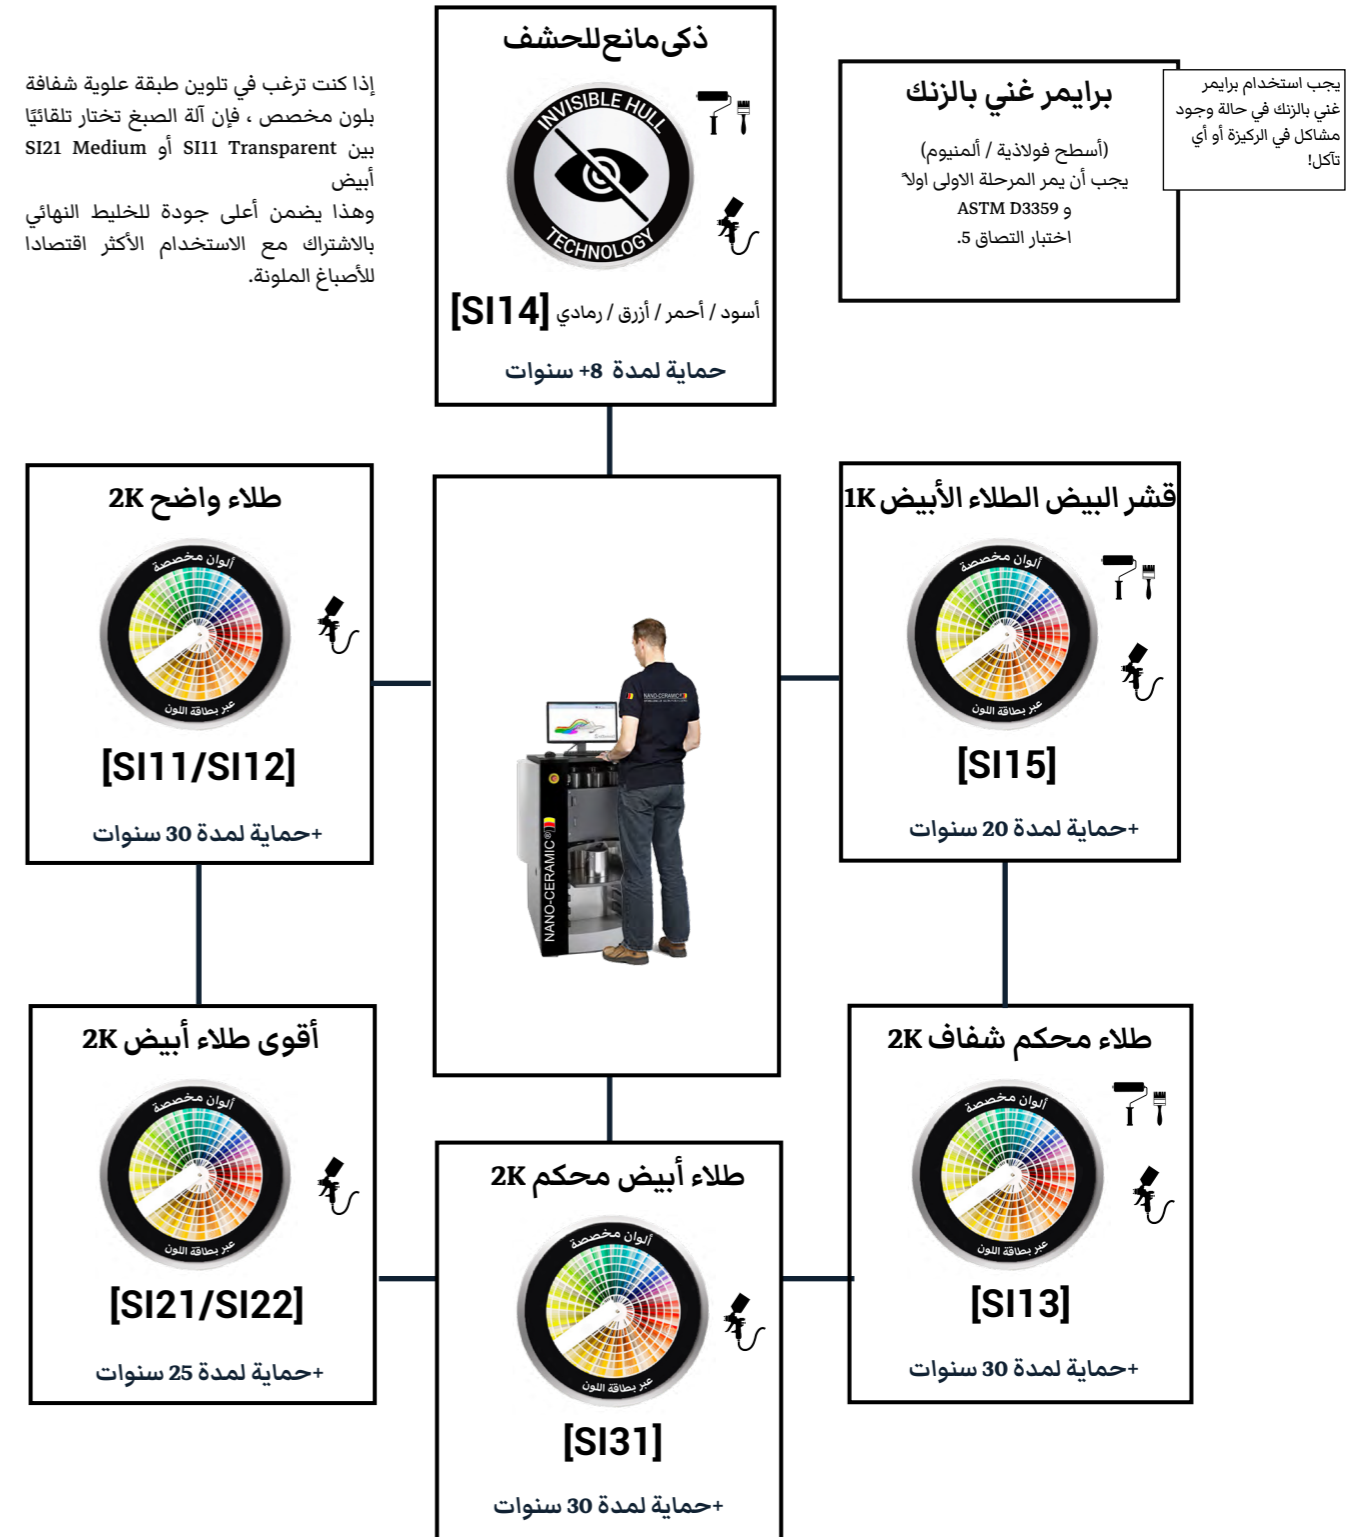 ذكي مانع للحشف
INVISIBLE HULL
TECHNOLOGY
[SI14] أسود / أحمر / أزرق / رمادي
حماية لمدة 8+ سنوات
برايمر غني بالزنك
(أسطح فولاذية / ألمنيوم)
يجب أن يمر المرحلة الاولى اولاً
و ASTM D3359
اختبار التصاق 5.
يجب استخدام برايمر
غني بالزنك في حالة وجود
مشاكل في الركيزة أو أي
تآكل!
إذا كنت ترغب في تلوين طبقة علوية شفافة
بلون مخصص ، فإن آلة الصبغ تختار تلقائيًا
بين SI11 Transparent أو SI21 Medium
أبيض
وهذا يضمن أعلى جودة للخليط النهائي
بالاشتراك مع الاستخدام الأكثر اقتصادا
للأصباغ الملونة.
قشر البيض الطلاء الأبيض 1K
ألوان مخصصة
عبر بطاقة اللون
[SI15]
+حماية لمدة 20 سنوات
NANO-CERAMIC
NANO-CERAMIC®
طلاء واضح 2K
ألوان مخصصة
عبر بطاقة اللون
[SI11/SI12]
+حماية لمدة 30 سنوات
طلاء محكم شفاف 2K
ألوان مخصصة
عبر بطاقة اللون
[SI13]
+حماية لمدة 30 سنوات
طلاء أبيض محكم 2K
ألوان مخصصة
عبر بطاقة اللون
[SI31]
+حماية لمدة 30 سنوات
أقوى طلاء أبيض 2K
ألوان مخصصة
عبر بطاقة اللون
[SI21/SI22]
+حماية لمدة 25 سنوات